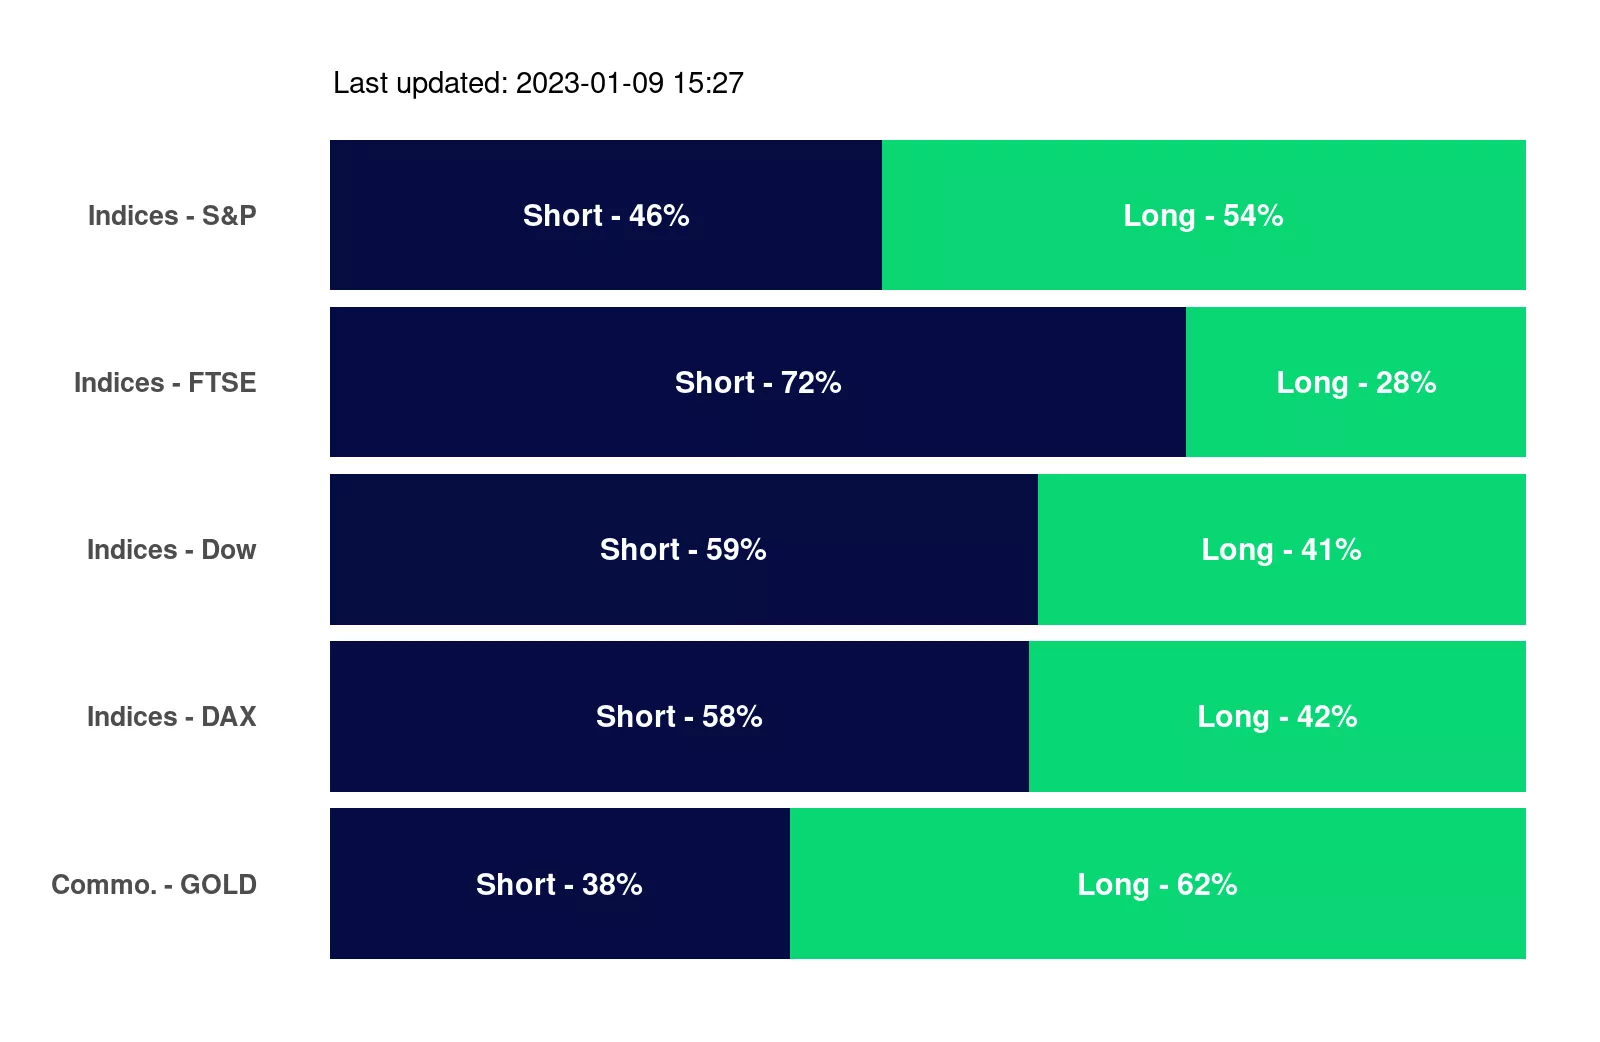 Last updated: 2023-01-09 15:27
Indices - S&P Short - 46% Long - 54%
Indices - FTSE Short - 72% Long - 28%
Indices - Dow Short - 59% Long - 41%
Indices - DAX Short - 58% Long - 42%
Commo. - GOLD Short - 38% Long - 62%